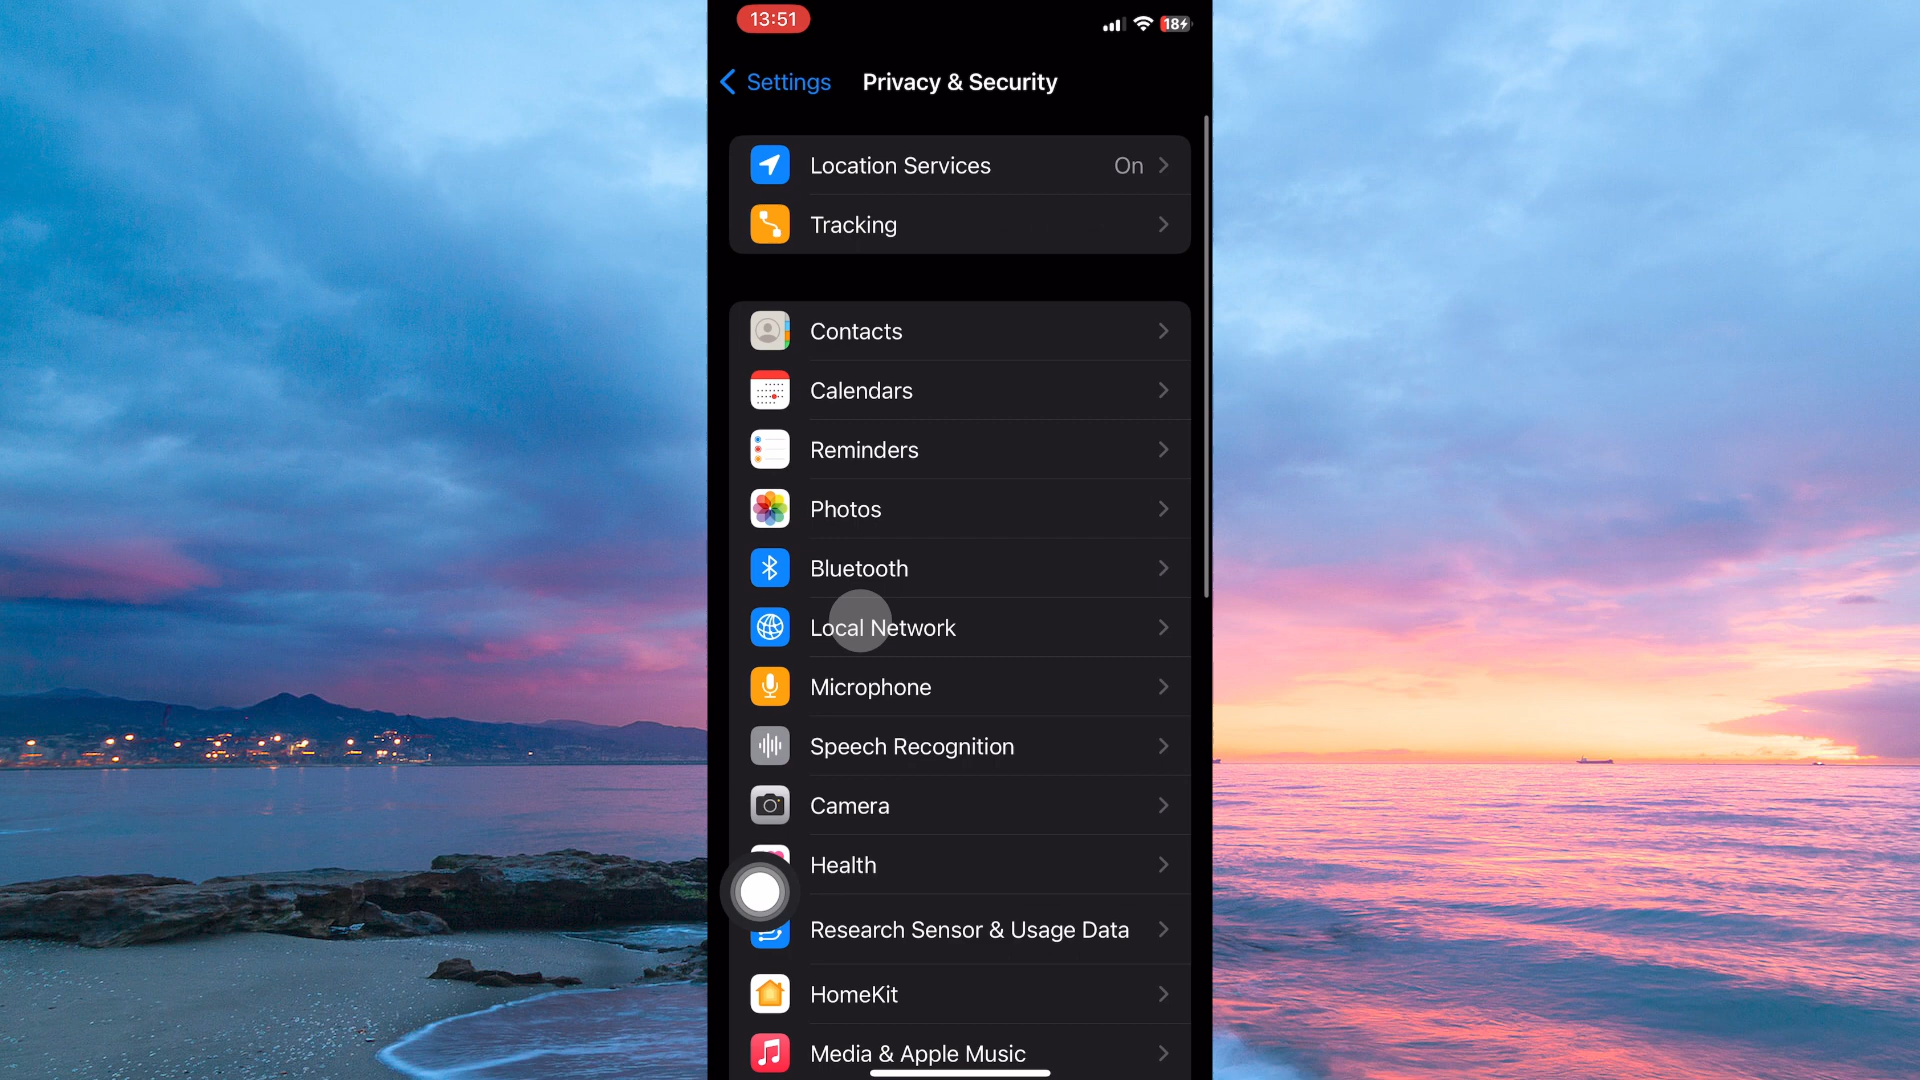 13:51
18
Settings
Privacy & Security
Location Services On
Tracking
Contacts
Calendars
Reminders
Photos
Bluetooth
Local Network
Microphone
Speech Recognition
Camera
Health
Research Sensor & Usage Data
HomeKit
Media & Apple Music